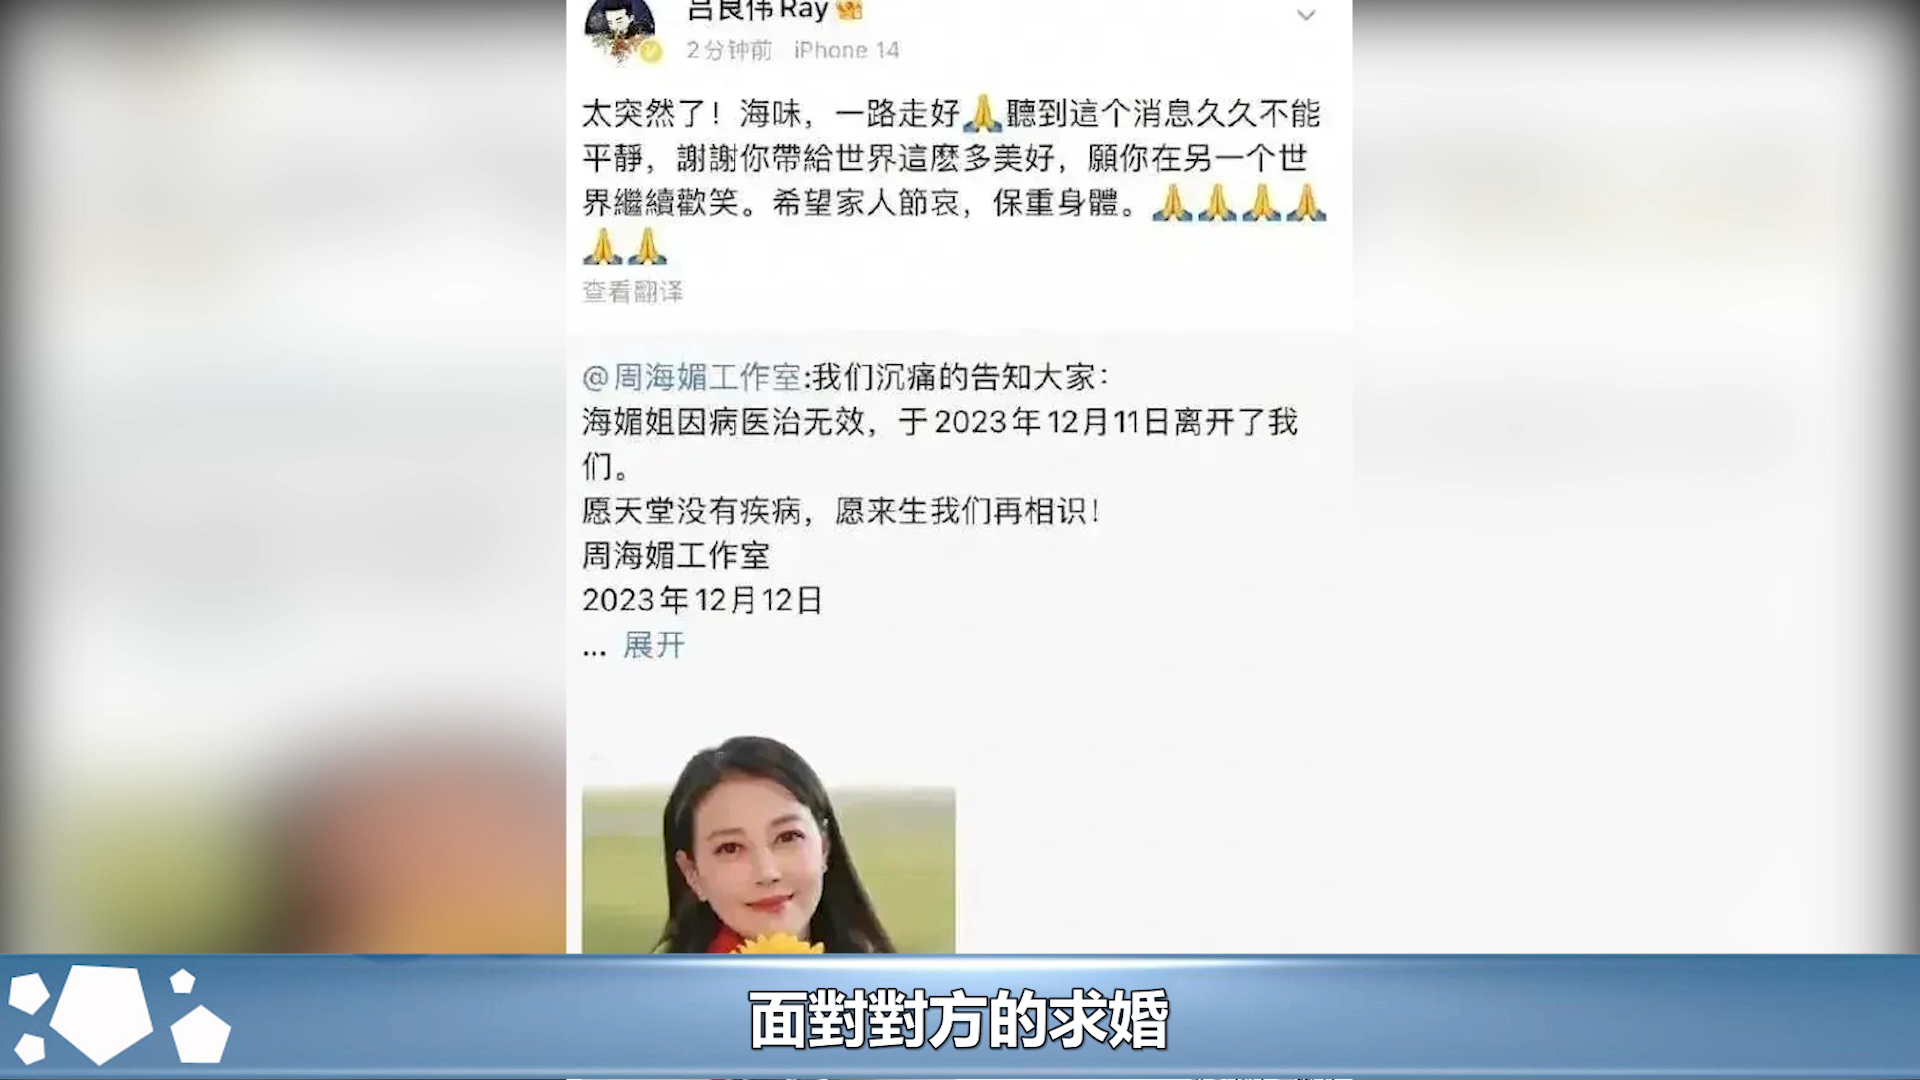 吕良伟Ray
2分钟前 iPhone 14
太突然了！海味，一路走好🙏聽到這个消息久久不能
平靜，謝謝你帶給世界這麽多美好，願你在另一个世
界繼續歡笑。希望家人節哀，保重身體。🙏🙏🙏🙏
🙏🙏
查看翻译
@周海媚工作室:我们沉痛的告知大家：
海媚姐因病医治无效，于2023年12月11日离开了我
们。
愿天堂没有疾病，愿来生我们再相识！
周海媚工作室
2023年12月12日
... 展开
面對對方的求婚